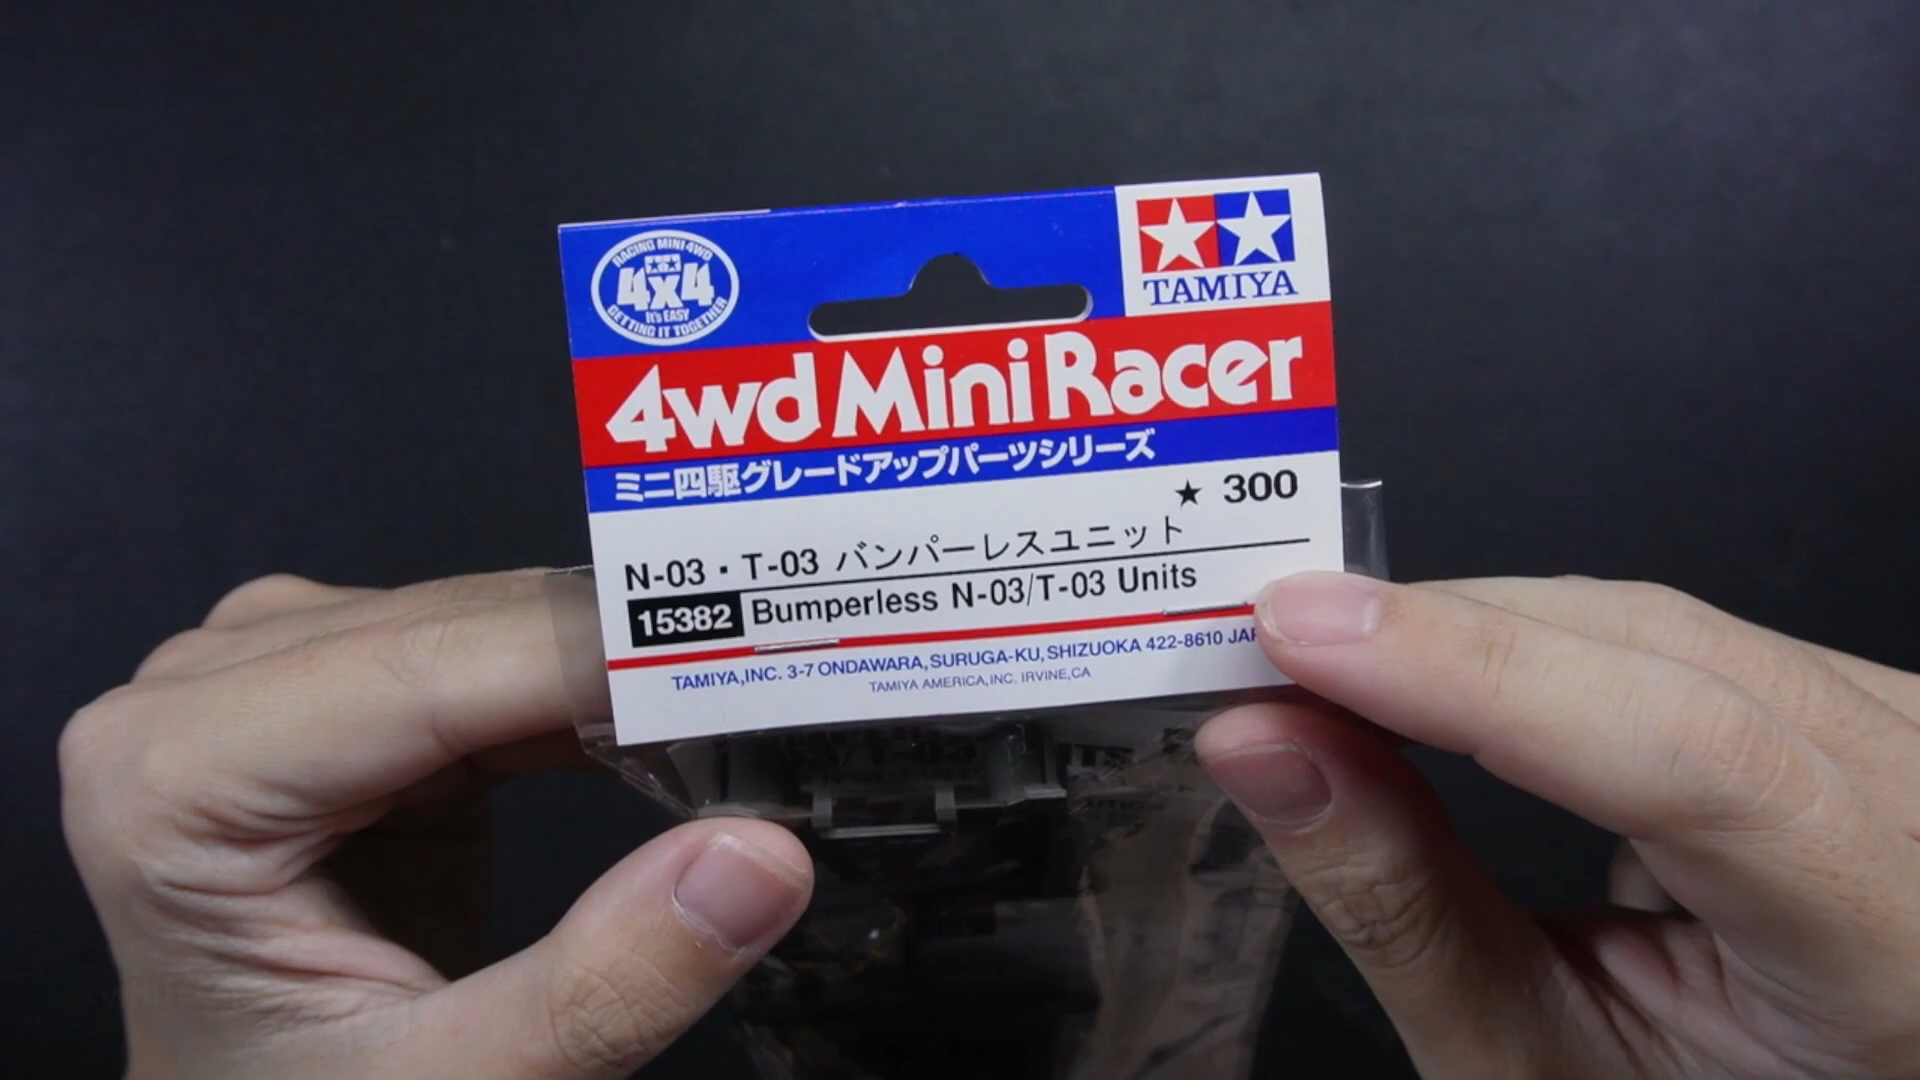 RACING MINI 4WD
4x4
It's EASY
GETTING IT TOGETHER
TAMIYA
4wd Mini Racer
ミニ四駆グレードアップパーツシリーズ
★ 300
N-03・T-03 バンパーレスユニット
15382 Bumperless N-03/T-03 Units
TAMIYA,INC. 3-7 ONDAWARA, SURUGA-KU, SHIZUOKA 422-8610
TAMIYA AMERICA,INC. IRVINE,CA
T-03